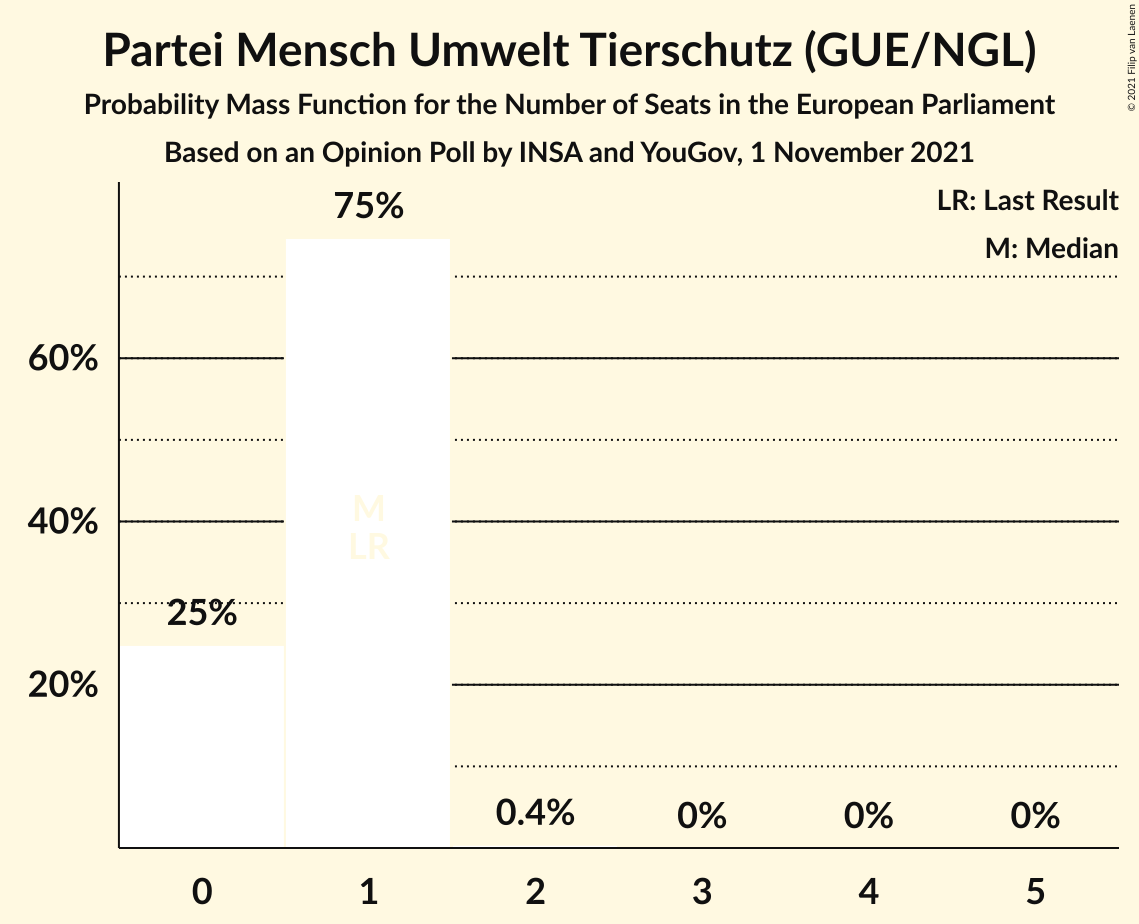 Partei Mensch Umwelt Tierschutz (GUE/NGL)
Probability Mass Function for the Number of Seats in the European Parliament
Based on an Opinion Poll by INSA and YouGov, 1 November 2021
© 2021 Filip van Laenen
LR: Last Result
M: Median
75%
60%
40%
20%
M
LR
25%
0.4%
0%
0%
0%
0 1 2 3 4 5